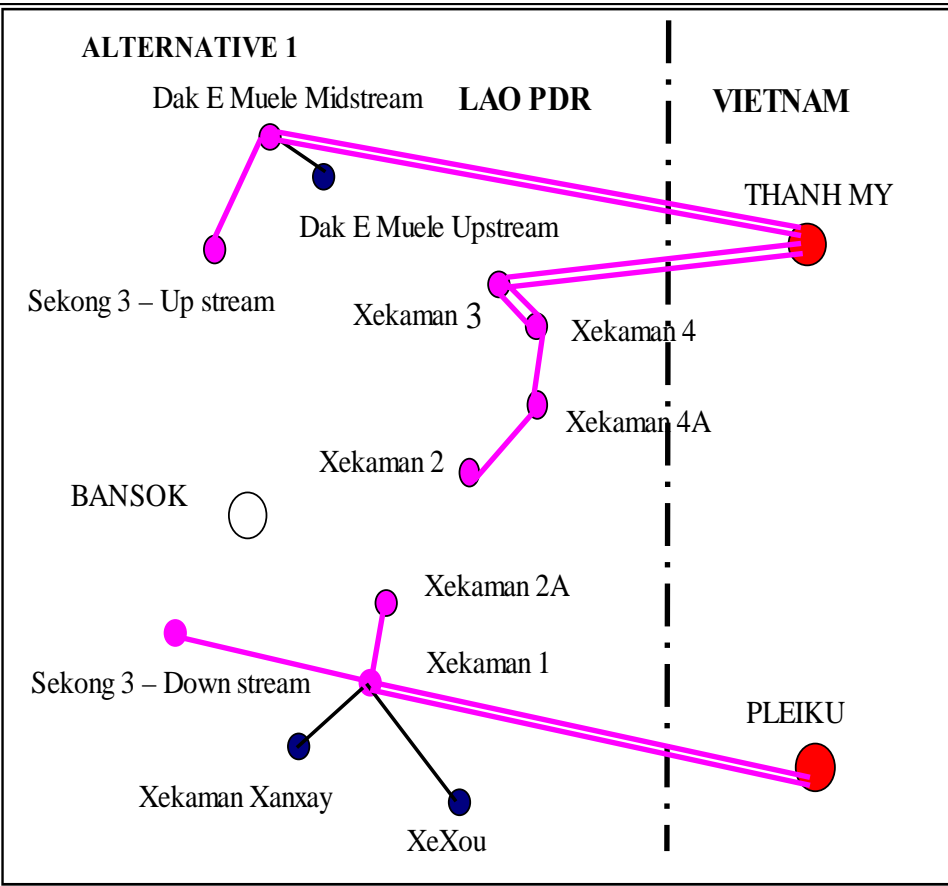 ALTERNATIVE 1
Dak E Muele Midstream
LAO PDR
VIETNAM
THANH MY
Dak E Muele Upstream
Sekong 3 – Up stream
Xekaman 3
Xekaman 4
Xekaman 4A
Xekaman 2
BANSOK
Xekaman 2A
Xekaman 1
Sekong 3 – Down stream
PLEIKU
Xekaman Xanxay
XeXou